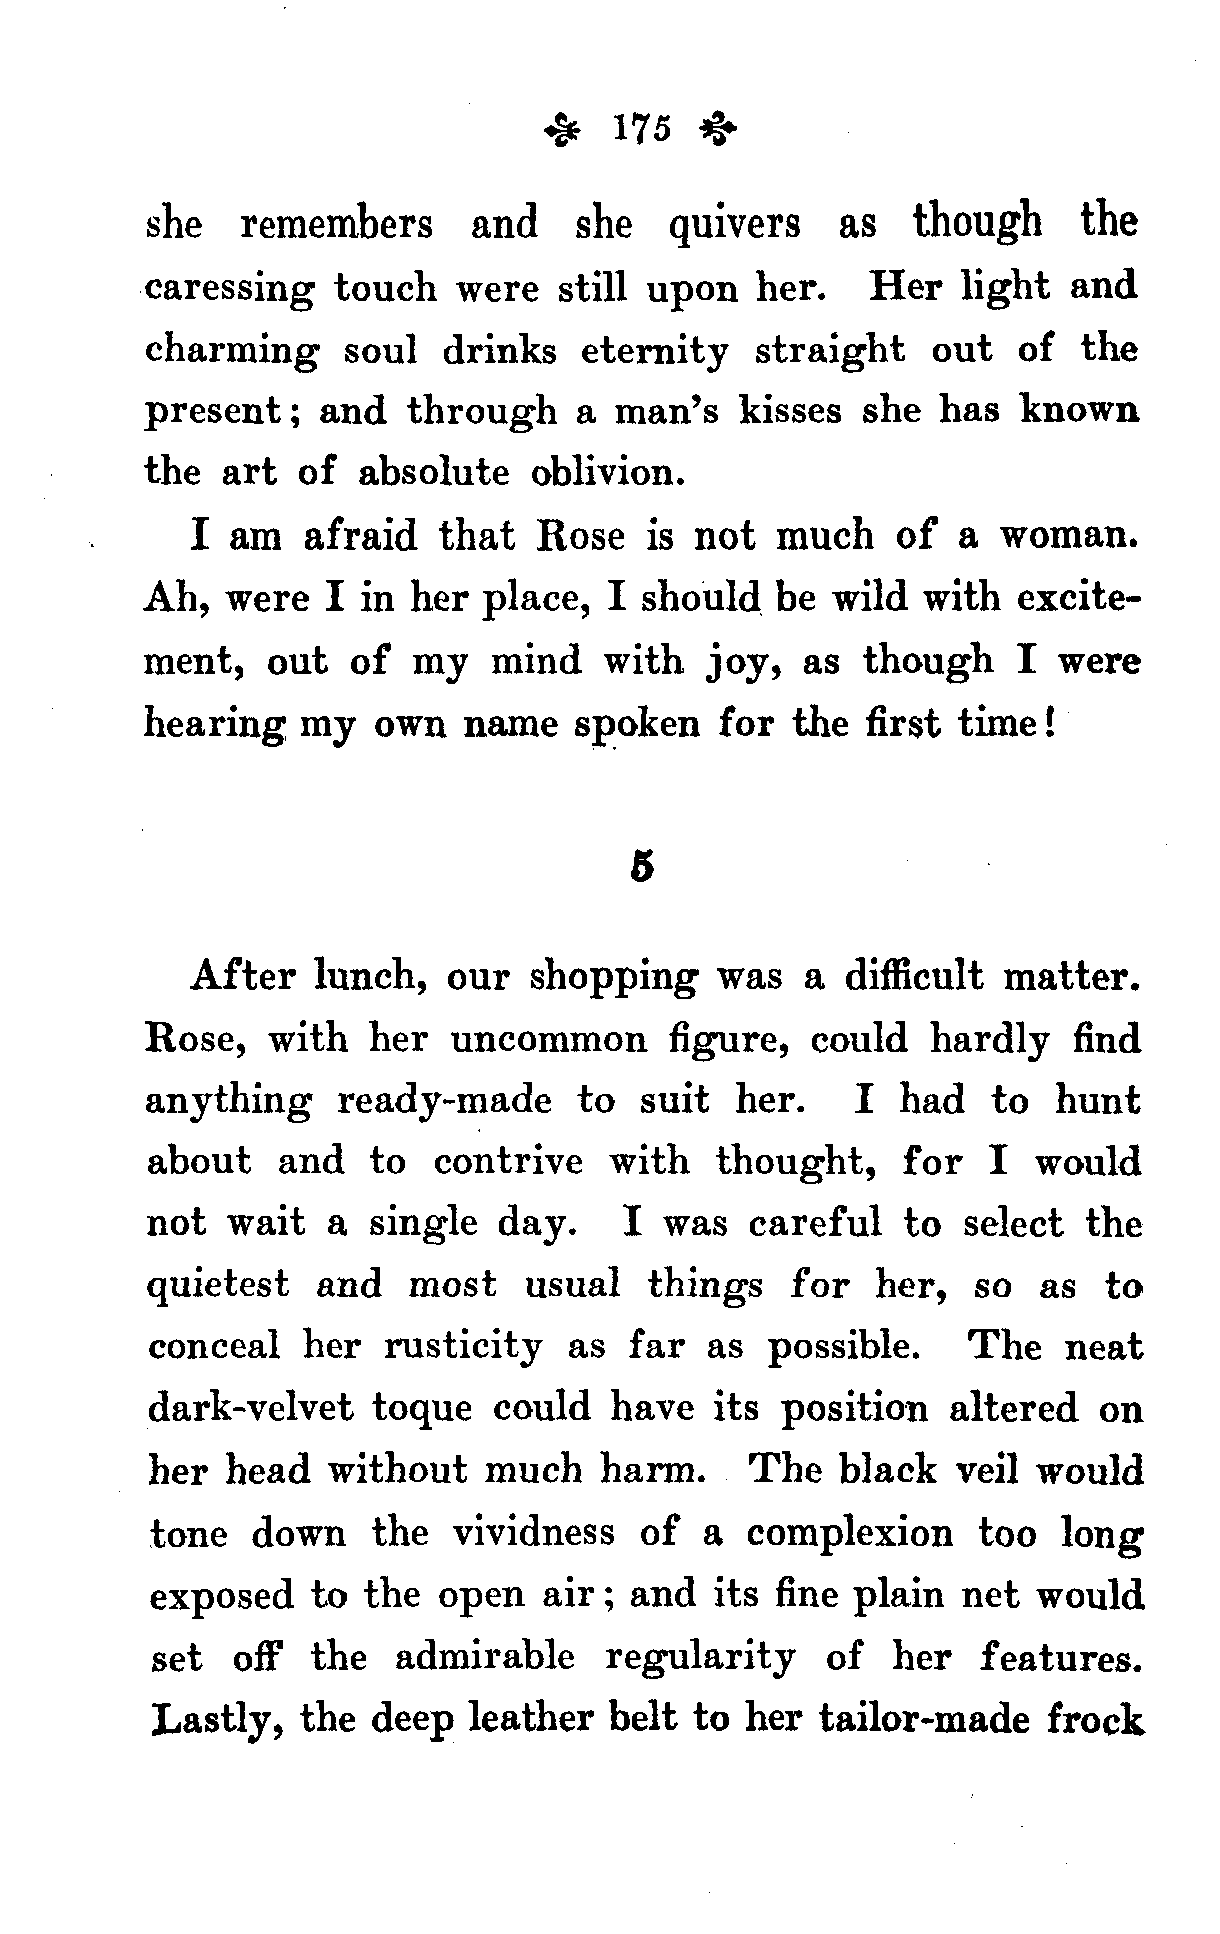 175
she remembers and she quivers as though the
caressing touch were still upon her. Her light and
charming soul drinks eternity straight out of the
present; and through a man's kisses she has known
the art of absolute oblivion.
I am afraid that Rose is not much of a woman.
Ah, were I in her place, I should be wild with excite-
ment, out of my mind with joy, as though I were
hearing my own name spoken for the first time!
5
After lunch, our shopping was a difficult matter.
Rose, with her uncommon figure, could hardly find
anything ready-made to suit her. I had to hunt
about and to contrive with thought, for I would
not wait a single day. I was careful to select the
quietest and most usual things for her, so as to
conceal her rusticity as far as possible. The neat
dark-velvet toque could have its position altered on
her head without much harm. The black veil would
tone down the vividness of a complexion too long
exposed to the open air; and its fine plain net would
set off the admirable regularity of her features.
Lastly, the deep leather belt to her tailor-made frock